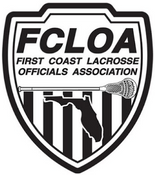 FCLOA
FIRST COAST LACROSSE
OFFICIALS ASSOCIATION